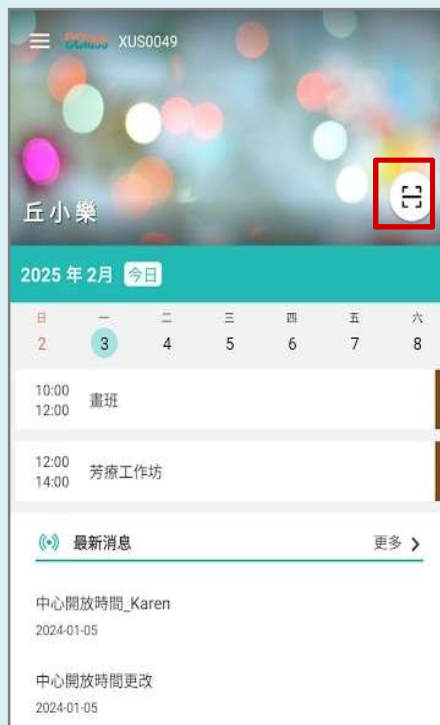 XUS0049
丘小樂
2025 年 2月 今日
日 一 二 三 四 五 六
2 3 4 5 6 7 8
10:00
12:00
畫班
12:00
14:00
芳療工作坊
最新消息 更多
中心開放時間_Karen
2024-01-05
中心開放時間更改
2024-01-05